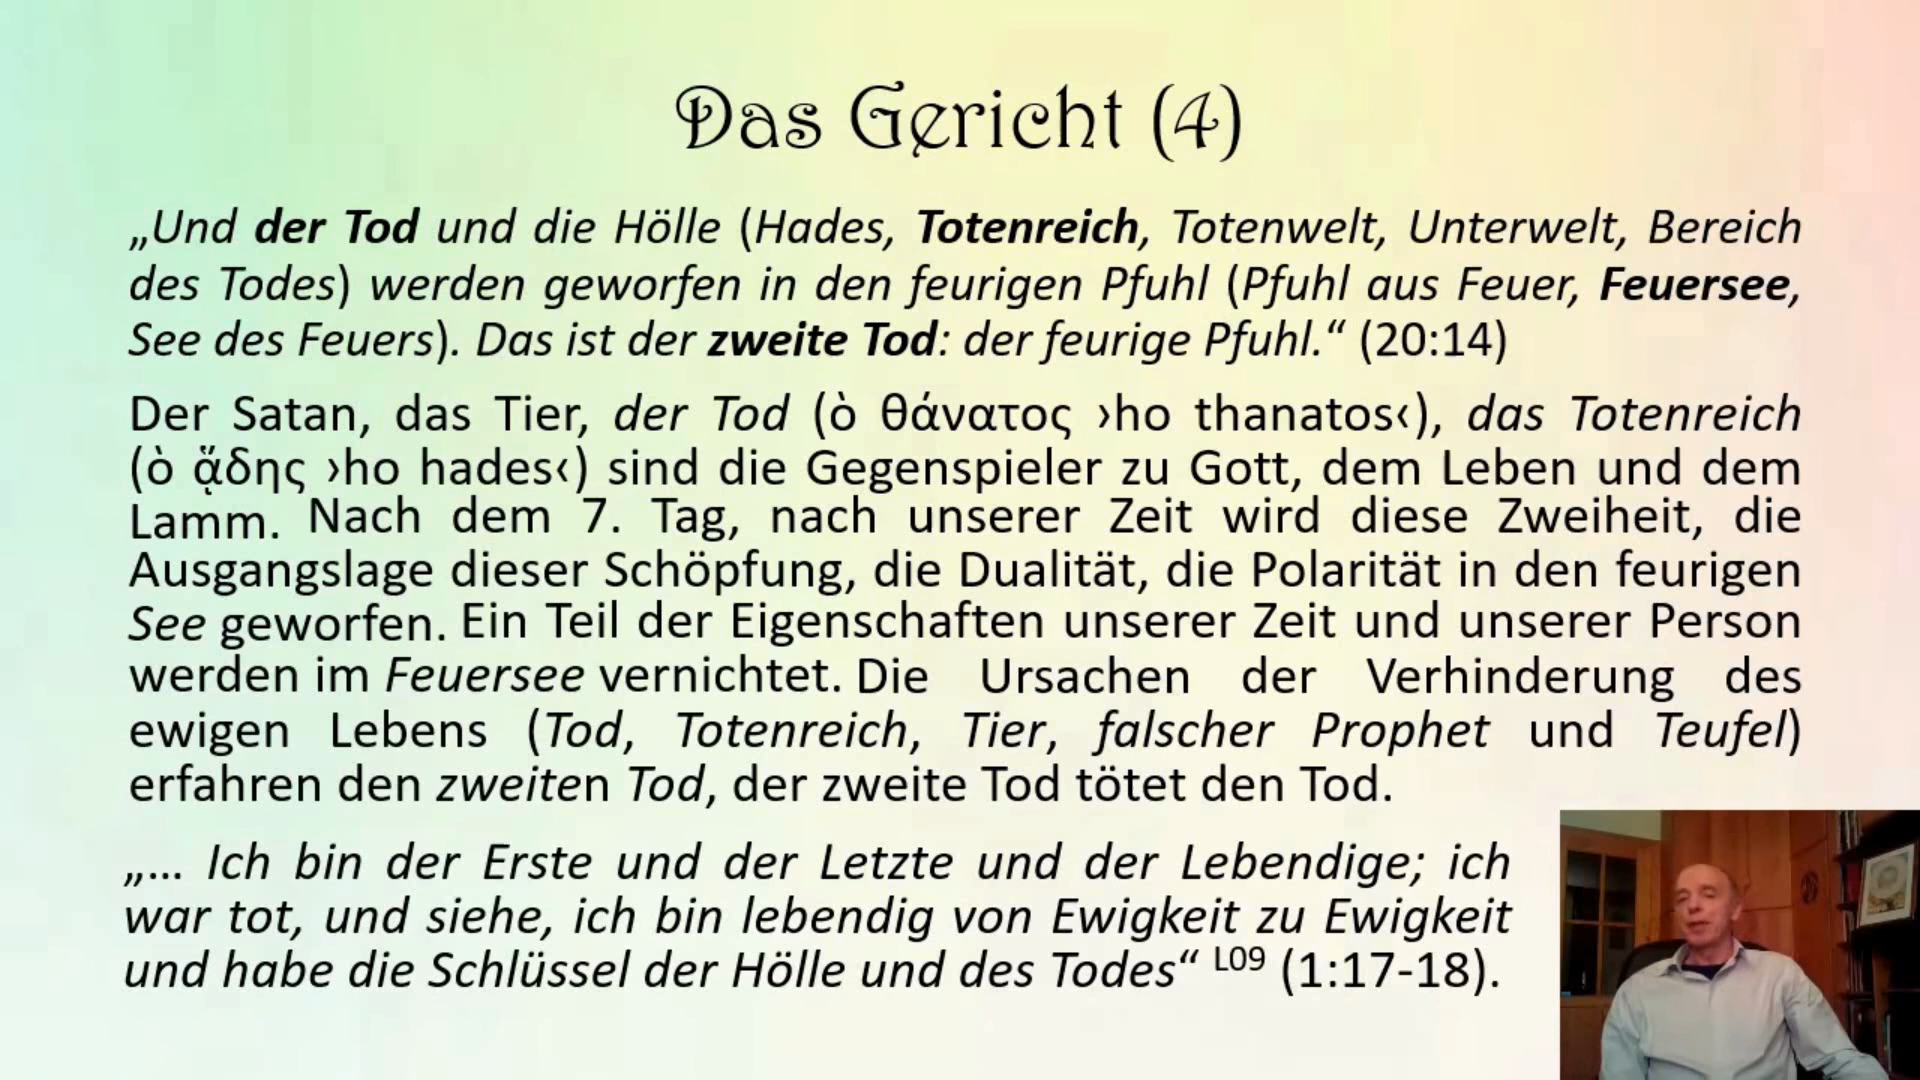 Das Gericht (4)
„Und der Tod und die Hölle (Hades, Totenreich, Totenwelt, Unterwelt, Bereich
des Todes) werden geworfen in den feurigen Pfuhl (Pfuhl aus Feuer, Feuersee,
See des Feuers). Das ist der zweite Tod: der feurige Pfuhl.“ (20:14)
Der Satan, das Tier, der Tod (ὸ θάνατος ›ho thanatos‹), das Totenreich
(ὸ ᾅδης ›ho hades‹) sind die Gegenspieler zu Gott, dem Leben und dem
Lamm. Nach dem 7. Tag, nach unserer Zeit wird diese Zweiheit, die
Ausgangslage dieser Schöpfung, die Dualität, die Polarität in den feurigen
See geworfen. Ein Teil der Eigenschaften unserer Zeit und unserer Person
werden im Feuersee vernichtet. Die Ursachen der Verhinderung des
ewigen Lebens (Tod, Totenreich, Tier, falscher Prophet und Teufel)
erfahren den zweiten Tod, der zweite Tod tötet den Tod.
„… Ich bin der Erste und der Letzte und der Lebendige; ich
war tot, und siehe, ich bin lebendig von Ewigkeit zu Ewigkeit
und habe die Schlüssel der Hölle und des Todes“ L09 (1:17-18).